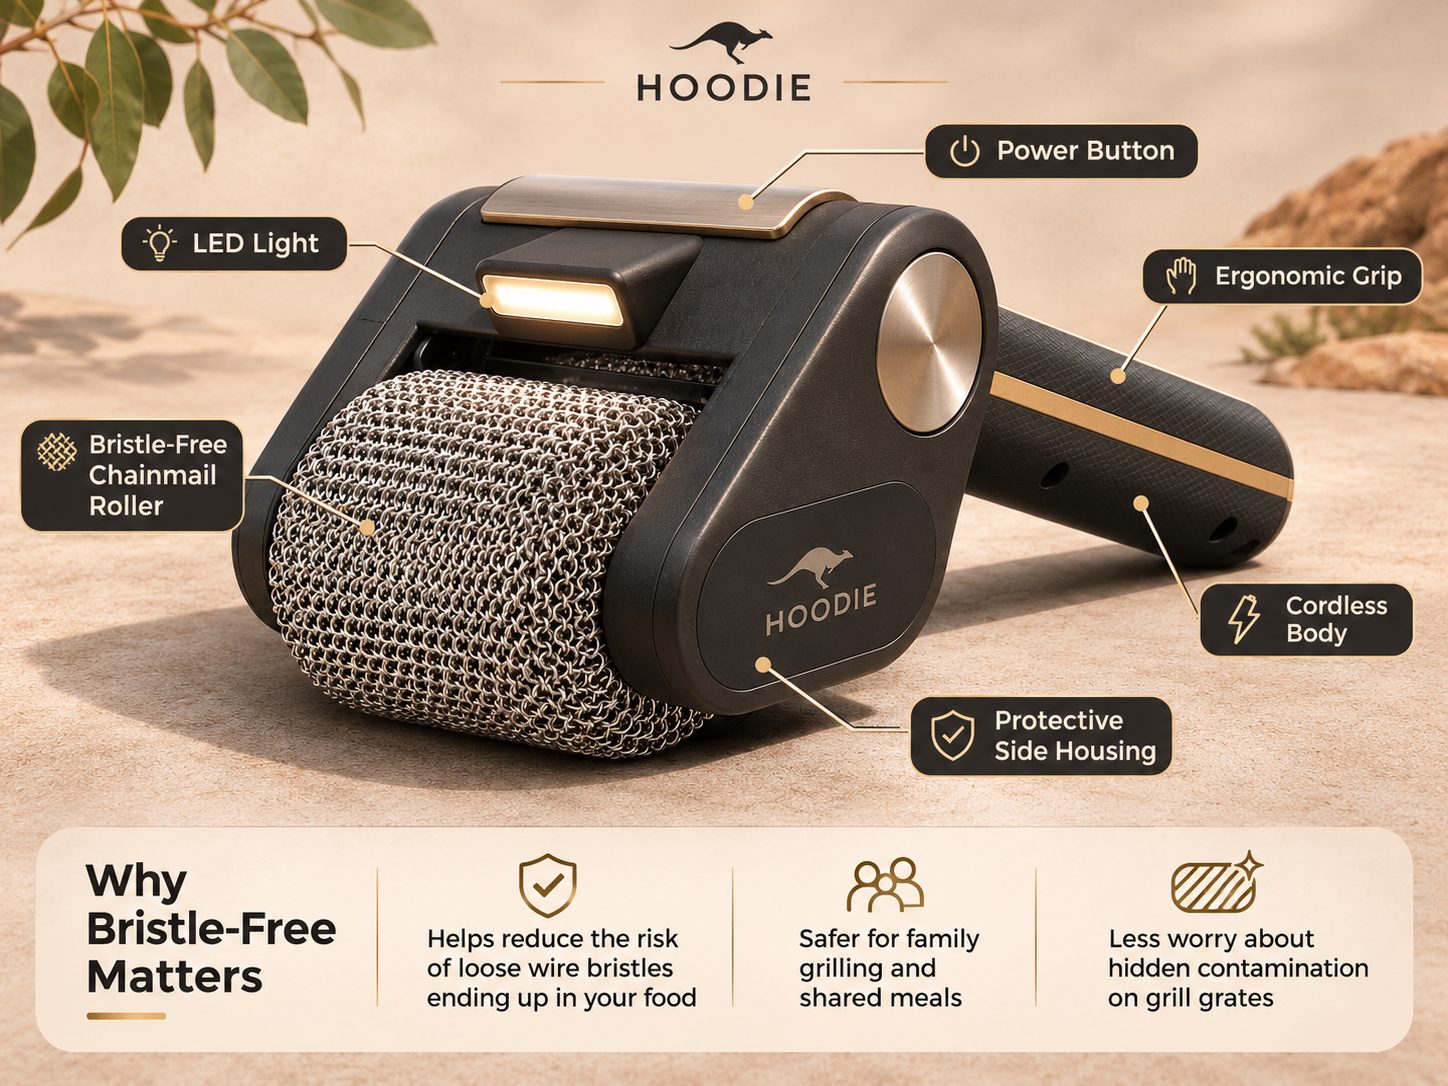 HOODIE
Power Button
LED Light
Ergonomic Grip
Bristle-Free
Chainmail
Roller
HOODIE
Cordless
Body
Protective
Side Housing
Why
Bristle-Free
Matters
Helps reduce the risk
of loose wire bristles
ending up in your food
Safer for family
grilling and
shared meals
Less worry about
hidden contamination
on grill grates